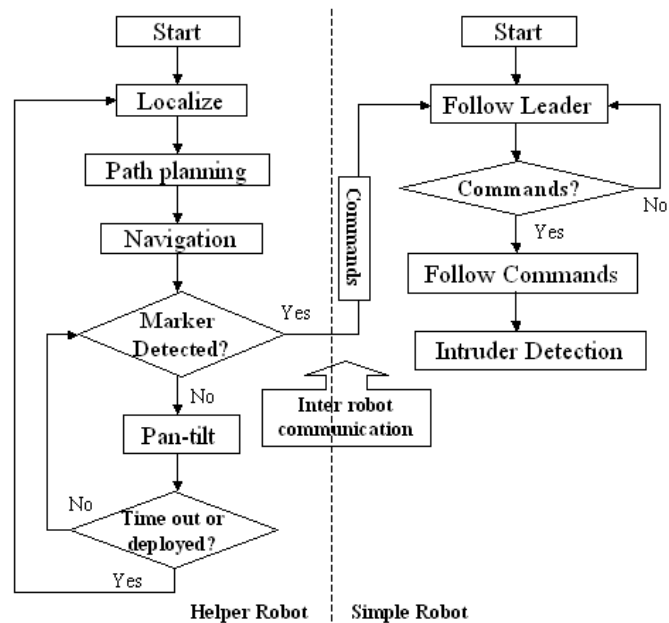 Start
Localize
Path planning
Navigation
Marker
Detected?
Yes
No
Pan-tilt
No
Time out or
deployed?
Yes
Helper Robot
Commands
Inter robot
communication
Start
Follow Leader
Commands?
No
Yes
Follow Commands
Intruder Detection
Simple Robot